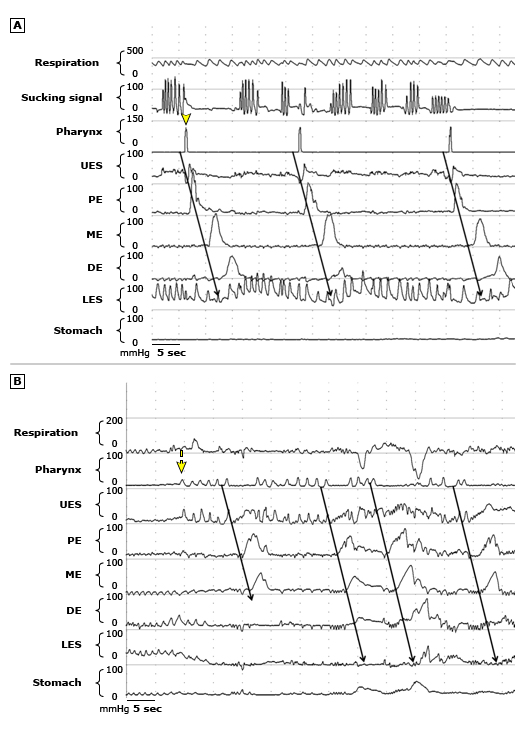 A
Respiration 500
0
Sucking signal 100
0
Pharynx 150
0
UES 100
0
PE 100
0
ME 100
0
DE 100
0
LES 100
0
Stomach 100
0
mmHg 5 sec
B
Respiration 200
0
Pharynx 100
0
UES 100
0
PE 100
0
ME 100
0
DE 100
0
LES 100
0
Stomach 100
0
mmHg 5 sec